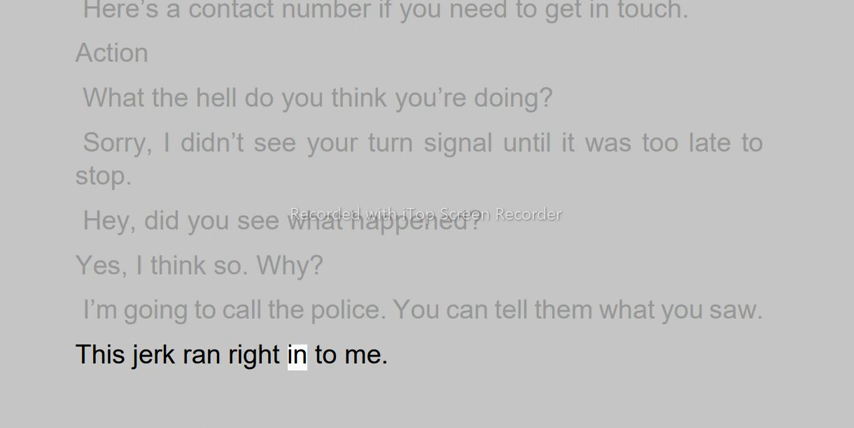 Here's a contact number if you need to get in touch.
Action
What the hell do you think you're doing?
Sorry, I didn't see your turn signal until it was too late to
stop.
Recorded with iTop Screen Recorder
Hey, did you see what happened?
Yes, I think so. Why?
I'm going to call the police. You can tell them what you saw.
This jerk ran right in to me.